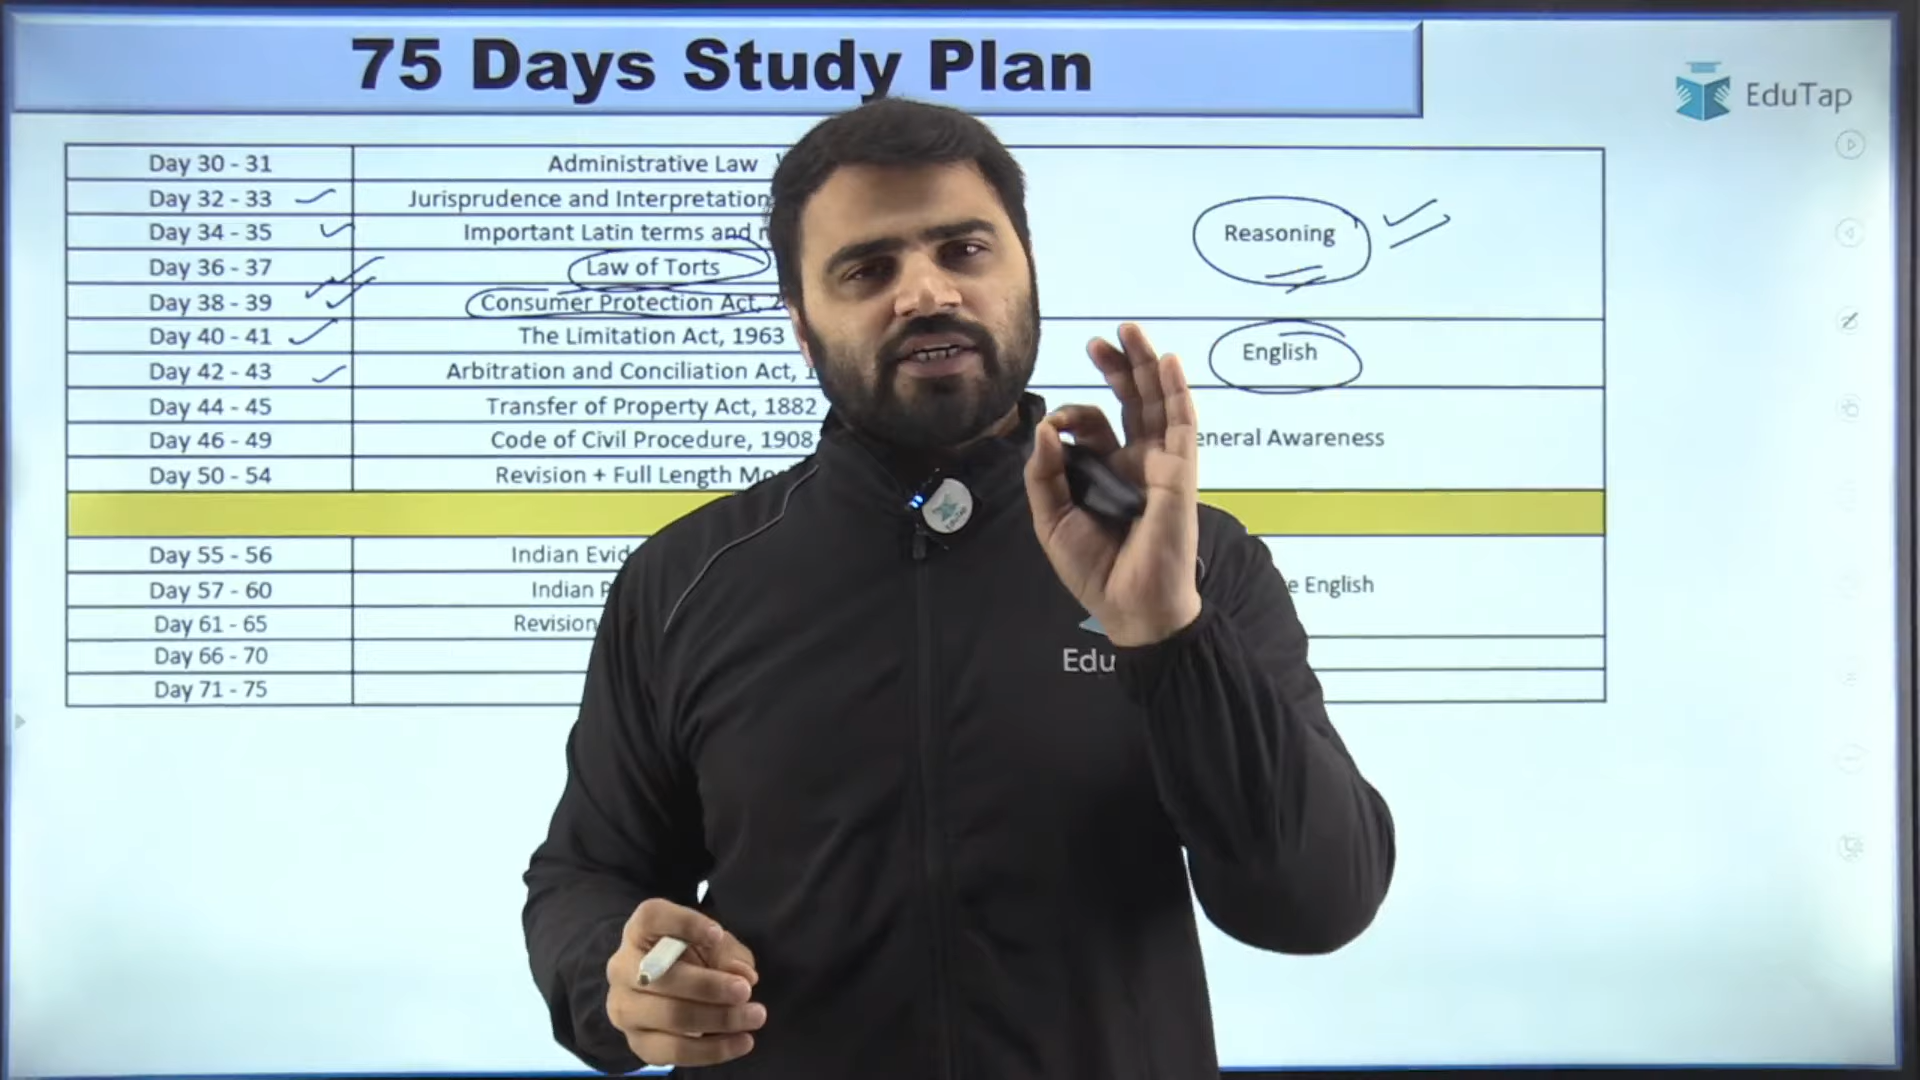 75 Days Study Plan
EduTap
Day 30 - 31 Administrative Law
Day 32 - 33 Jurisprudence and Interpretation
Reasoning
Day 34 - 35 Important Latin terms and
Day 36 - 37 Law of Torts
Day 38 - 39 Consumer Protection Act,
Day 40 - 41 The Limitation Act, 1963
English
Day 42 - 43 Arbitration and Conciliation Act,
Day 44 - 45 Transfer of Property Act, 1882
Day 46 - 49 Code of Civil Procedure, 1908 eneral Awareness
Day 50 - 54 Revision + Full Length
Day 55 - 56 Indian Evid
Day 57 - 60 Indian e English
Day 61 - 65 Revision
Day 66 - 70
Day 71 - 75
Edu